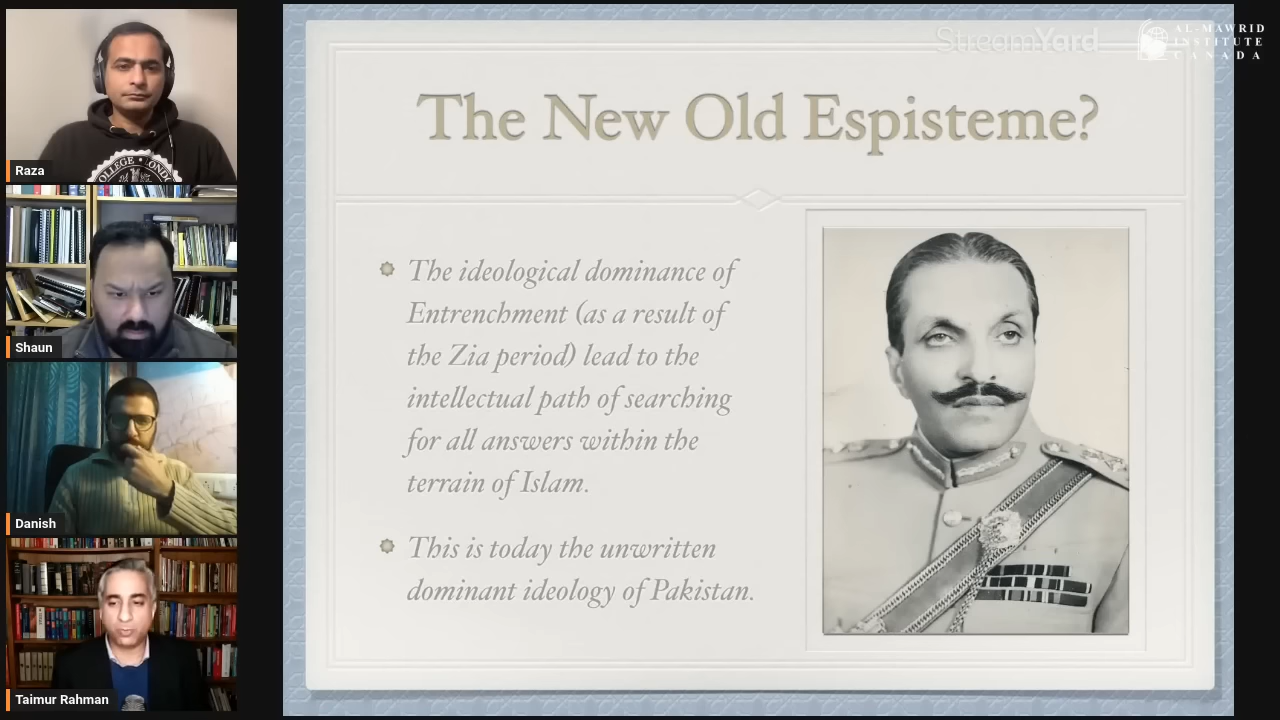 StreamYard
AL-MAWRID
INSTITUTE
CANADA
The New Old Espisteme?
The ideological dominance of
Entrenchment (as a result of
the Zia period) lead to the
intellectual path of searching
for all answers within the
terrain of Islam.
This is today the unwritten
dominant ideology of Pakistan.
OLLEGE • LONDO
Raza
Shaun
Danish
Taimur Rahman